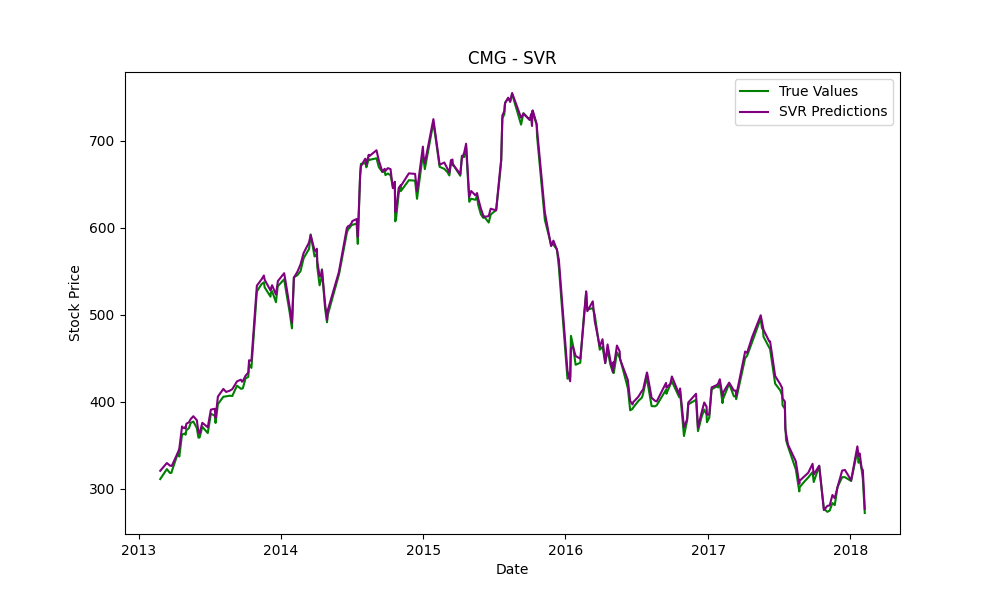 CMG - SVR
True Values
SVR Predictions
Stock Price
700
600
500
400
300
2013
2014
2015
2016
2017
2018
Date